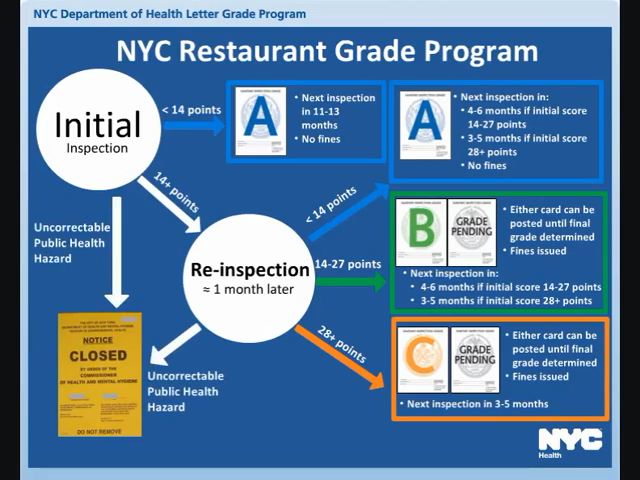 NYC Department of Health Letter Grade Program
NYC Restaurant Grade Program
Initial
Inspection
< 14 points
A
• Next inspection
in 11-13
months
• No fines
A
• Next inspection in:
• 4-6 months if initial score
14-27 points
• 3-5 months if initial score
28+ points
• No fines
14+ points
Uncorrectable
Public Health
Hazard
Re-inspection
≈ 1 month later
< 14 points
14-27 points
28+ points
B
GRADE
PENDING
• Either card can be
posted until final
grade determined
• Fines issued
• Next inspection in:
• 4-6 months if initial score 14-27 points
• 3-5 months if initial score 28+ points
C
GRADE
PENDING
• Either card can be
posted until final
grade determined
• Fines issued
• Next inspection in 3-5 months
NOTICE
CLOSED
BY ORDER OF THE
COMMISSIONER
OF HEALTH AND MENTAL HYGIENE
DO NOT REMOVE
Uncorrectable
Public Health
Hazard
NYC
Health